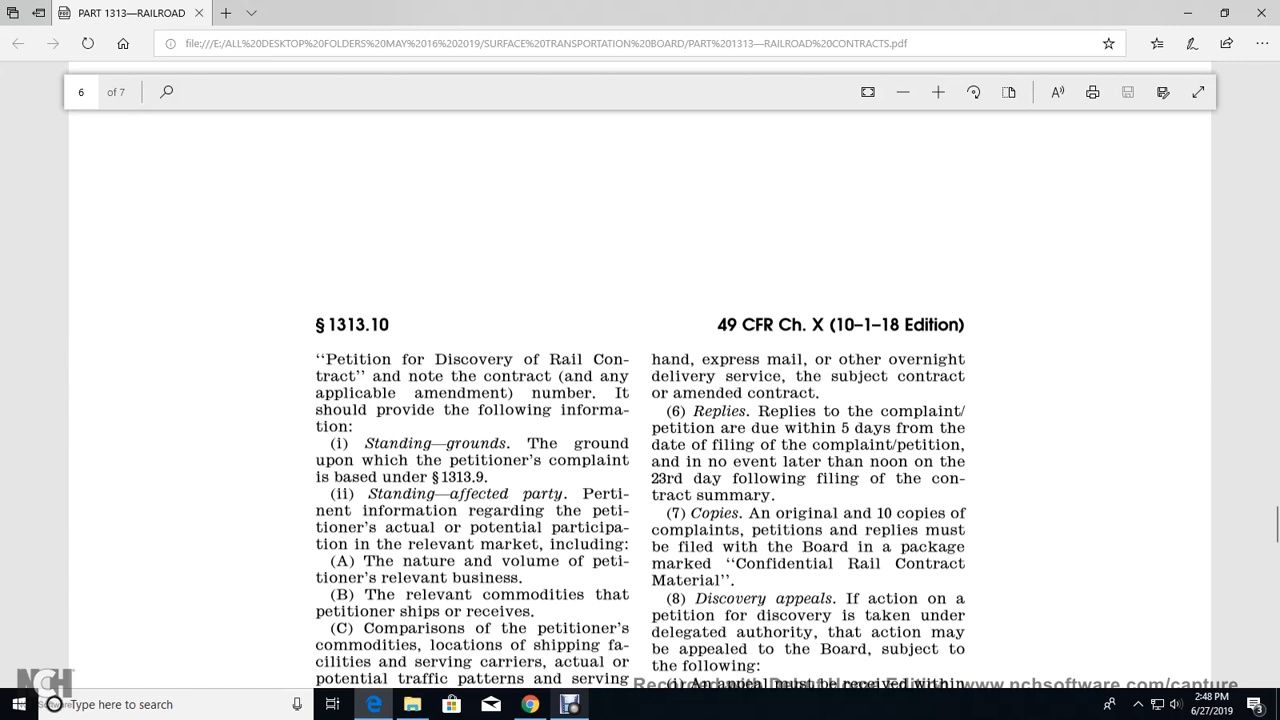 PART 1313—RAILROAD
file:///E:/ALL%20DESKTOP%20FOLDERS%20MAY%2016%202019/SURFACE%20TRANSPORTATION%20BOARD/PART%201313—RAILROAD%20CONTRACTS.pdf
6 of 7
§ 1313.10
49 CFR Ch. X (10–1–18 Edition)
‘‘Petition for Discovery of Rail Con-
tract’’ and note the contract (and any
applicable amendment) number. It
should provide the following informa-
tion:
(i) Standing—grounds. The ground
upon which the petitioner's complaint
is based under § 1313.9.
(ii) Standing—affected party. Perti-
nent information regarding the peti-
tioner's actual or potential participa-
tion in the relevant market, including:
(A) The nature and volume of peti-
tioner's relevant business.
(B) The relevant commodities that
petitioner ships or receives.
(C) Comparisons of the petitioner's
commodities, locations of shipping fa-
cilities and serving carriers, actual or
potential traffic patterns and serving
hand, express mail, or other overnight
delivery service, the subject contract
or amended contract.
(6) Replies. Replies to the complaint/
petition are due within 5 days from the
date of filing of the complaint/petition,
and in no event later than noon on the
23rd day following filing of the con-
tract summary.
(7) Copies. An original and 10 copies of
complaints, petitions and replies must
be filed with the Board in a package
marked ‘‘Confidential Rail Contract
Material’’.
(8) Discovery appeals. If action on a
petition for discovery is taken under
delegated authority, that action may
be appealed to the Board, subject to
the following:
(i) An appeal must be received within
www.nchsoftware.com/capture
NCH
Type here to search
2:48 PM
6/27/2019